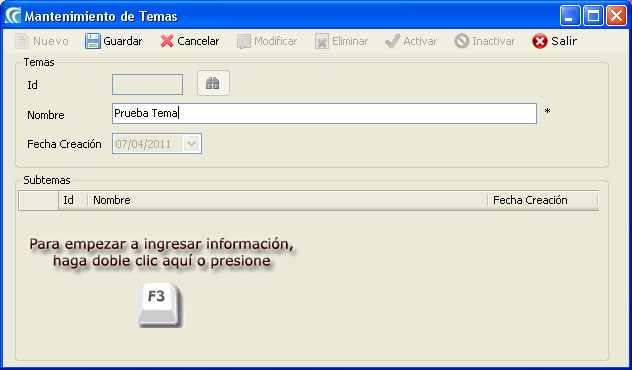 Mantenimiento de Temas
Nuevo Guardar Cancelar Modificar Eliminar Activar Inactivar Salir
Temas
Id
Nombre Prueba Tema *
Fecha Creación 07/04/2011
Subtemas
Id Nombre Fecha Creación
Para empezar a ingresar información,
haga doble clic aquí o presione
F3